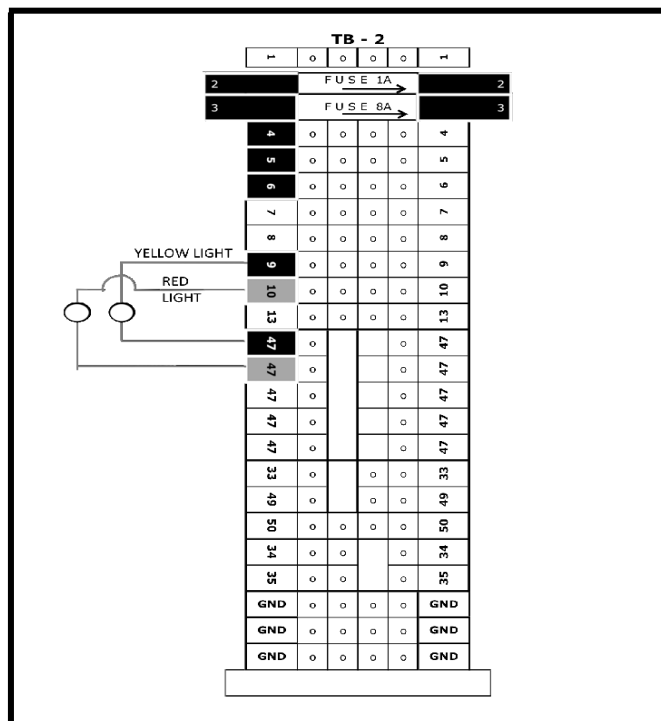 TB - 2
1 1
2 FUSE 1A 2
3 FUSE 8A 3
4 4
5 5
6 6
7 7
8 8
YELLOW LIGHT 9 9
RED 10 10
LIGHT
13 13
47 47
47 47
47 47
47 47
47 47
33 33
49 49
50 50
34 34
35 35
GND GND
GND GND
GND GND